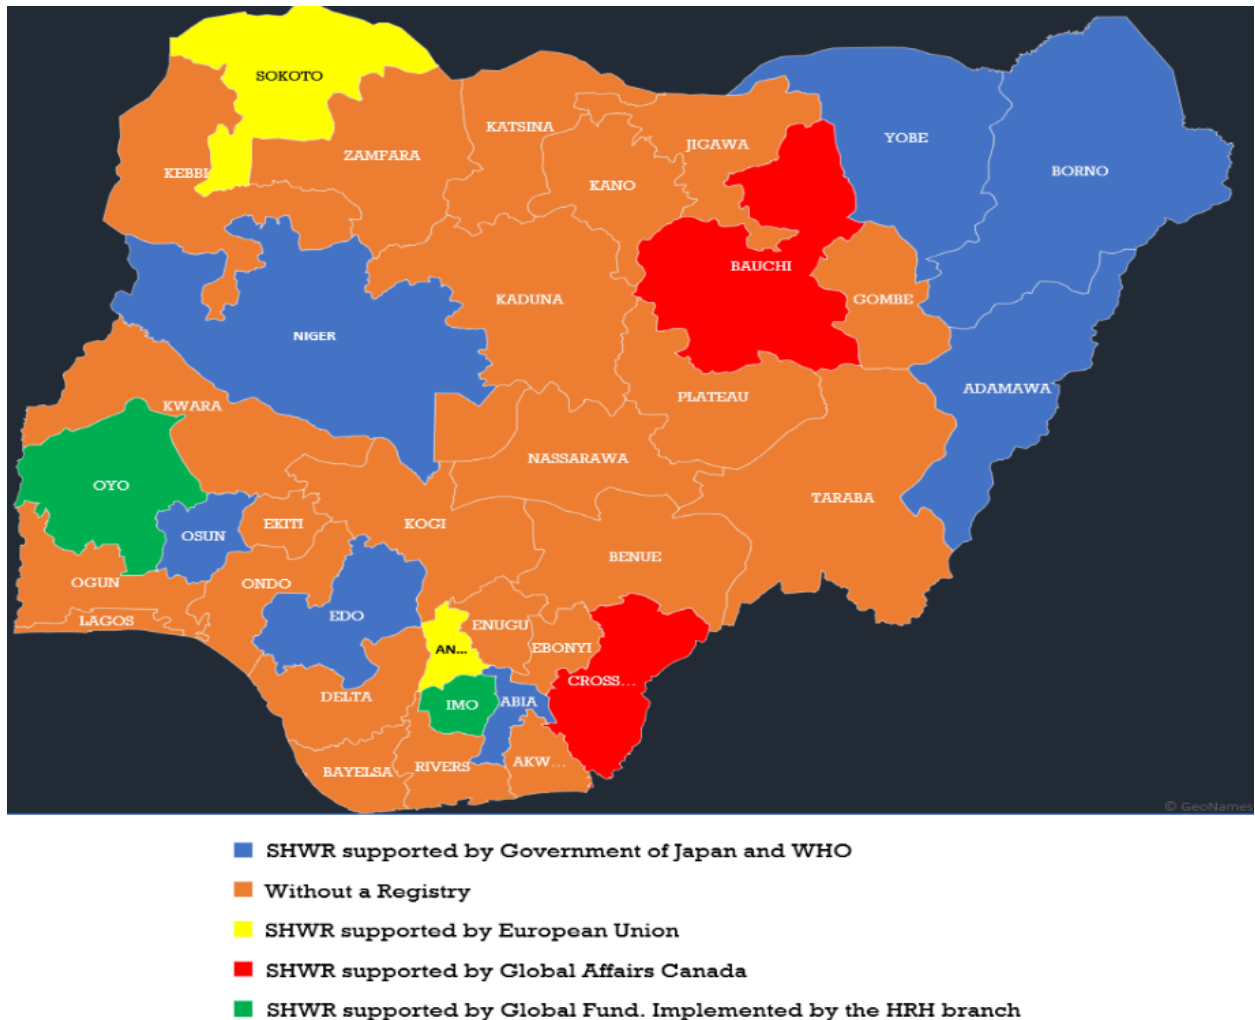 SOKOTO
KATSINA
YOBE
JIGAWA
ZAMFARA
KEBBI
KANO
BORNO
BAUCHI
KADUNA
GOMBE
NIGER
ADAMAWA
PLATEAU
KWARA
NASSARAWA
OYO
TARABA
KOGI
EKITI
OSUN
BENUE
OGUN
ONDO
EDO
LAGOS
ENUGU
EBONYI
AN...
CROSS...
DELTA
IMO
ABIA
AKW...
RIVERS
BAYELSA
© GeoNames
SHWR supported by Government of Japan and WHO
Without a Registry
SHWR supported by European Union
SHWR supported by Global Affairs Canada
SHWR supported by Global Fund. Implemented by the HRH branch